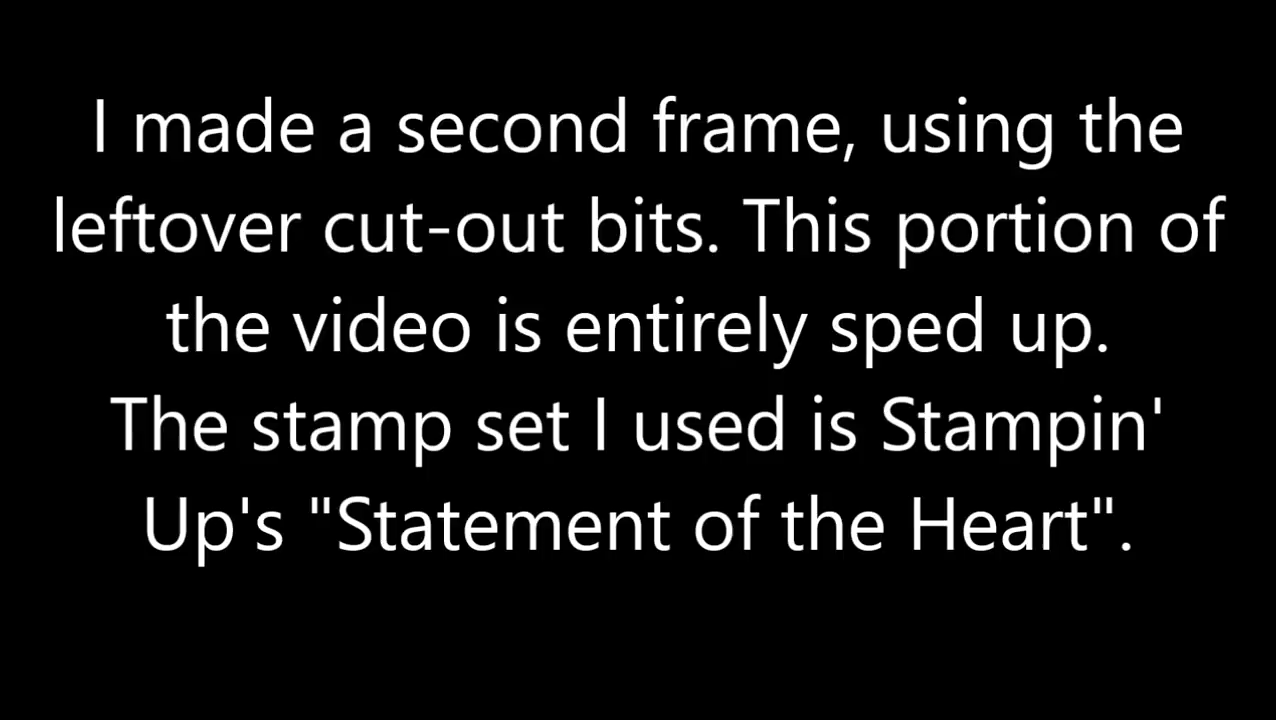 I made a second frame, using the
leftover cut-out bits. This portion of
the video is entirely sped up.
The stamp set I used is Stampin'
Up's "Statement of the Heart".